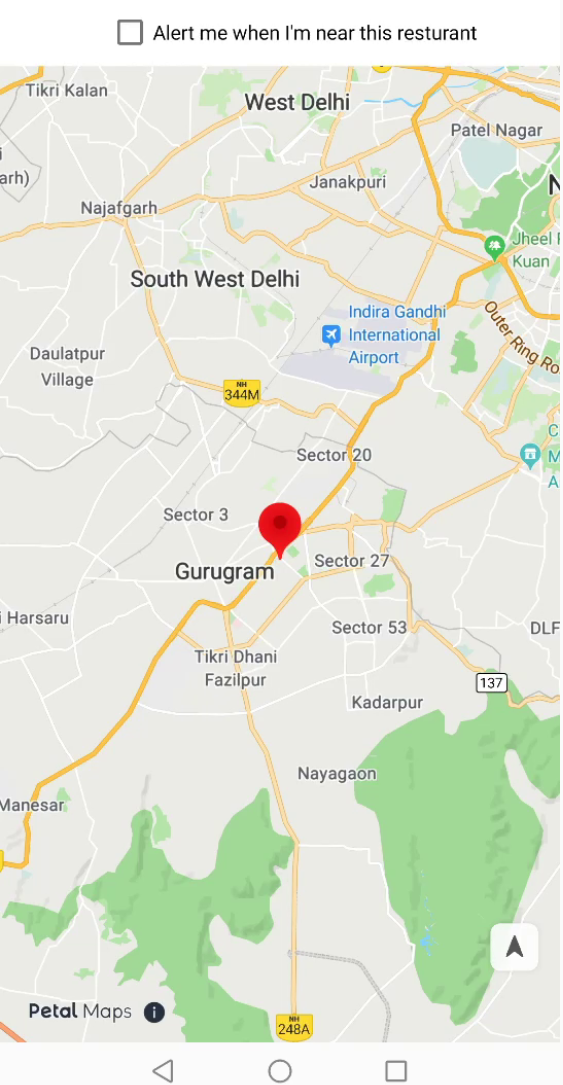 Alert me when I'm near this resturant
Tikri Kalan
West Delhi
Patel Nagar
arh)
Janakpuri
N
Najafgarh
Jheel
Kuan
South West Delhi
Indira Gandhi
International
Airport
Outer Ring Ro
Daulatpur
Village
NH
344M
C
M
A
Sector 20
Sector 3
Sector 27
Gurugram
i Harsaru
Sector 53
DLF
Tikri Dhani
Fazilpur
137
Kadarpur
Nayagaon
Manesar
Petal Maps i
NH
248A